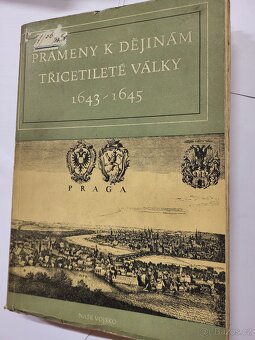 PRAMENY K DĚJINÁM
TŘICETILETÉ VÁLKY
1643-1645
PRAGA
NAŠE VOJSKO